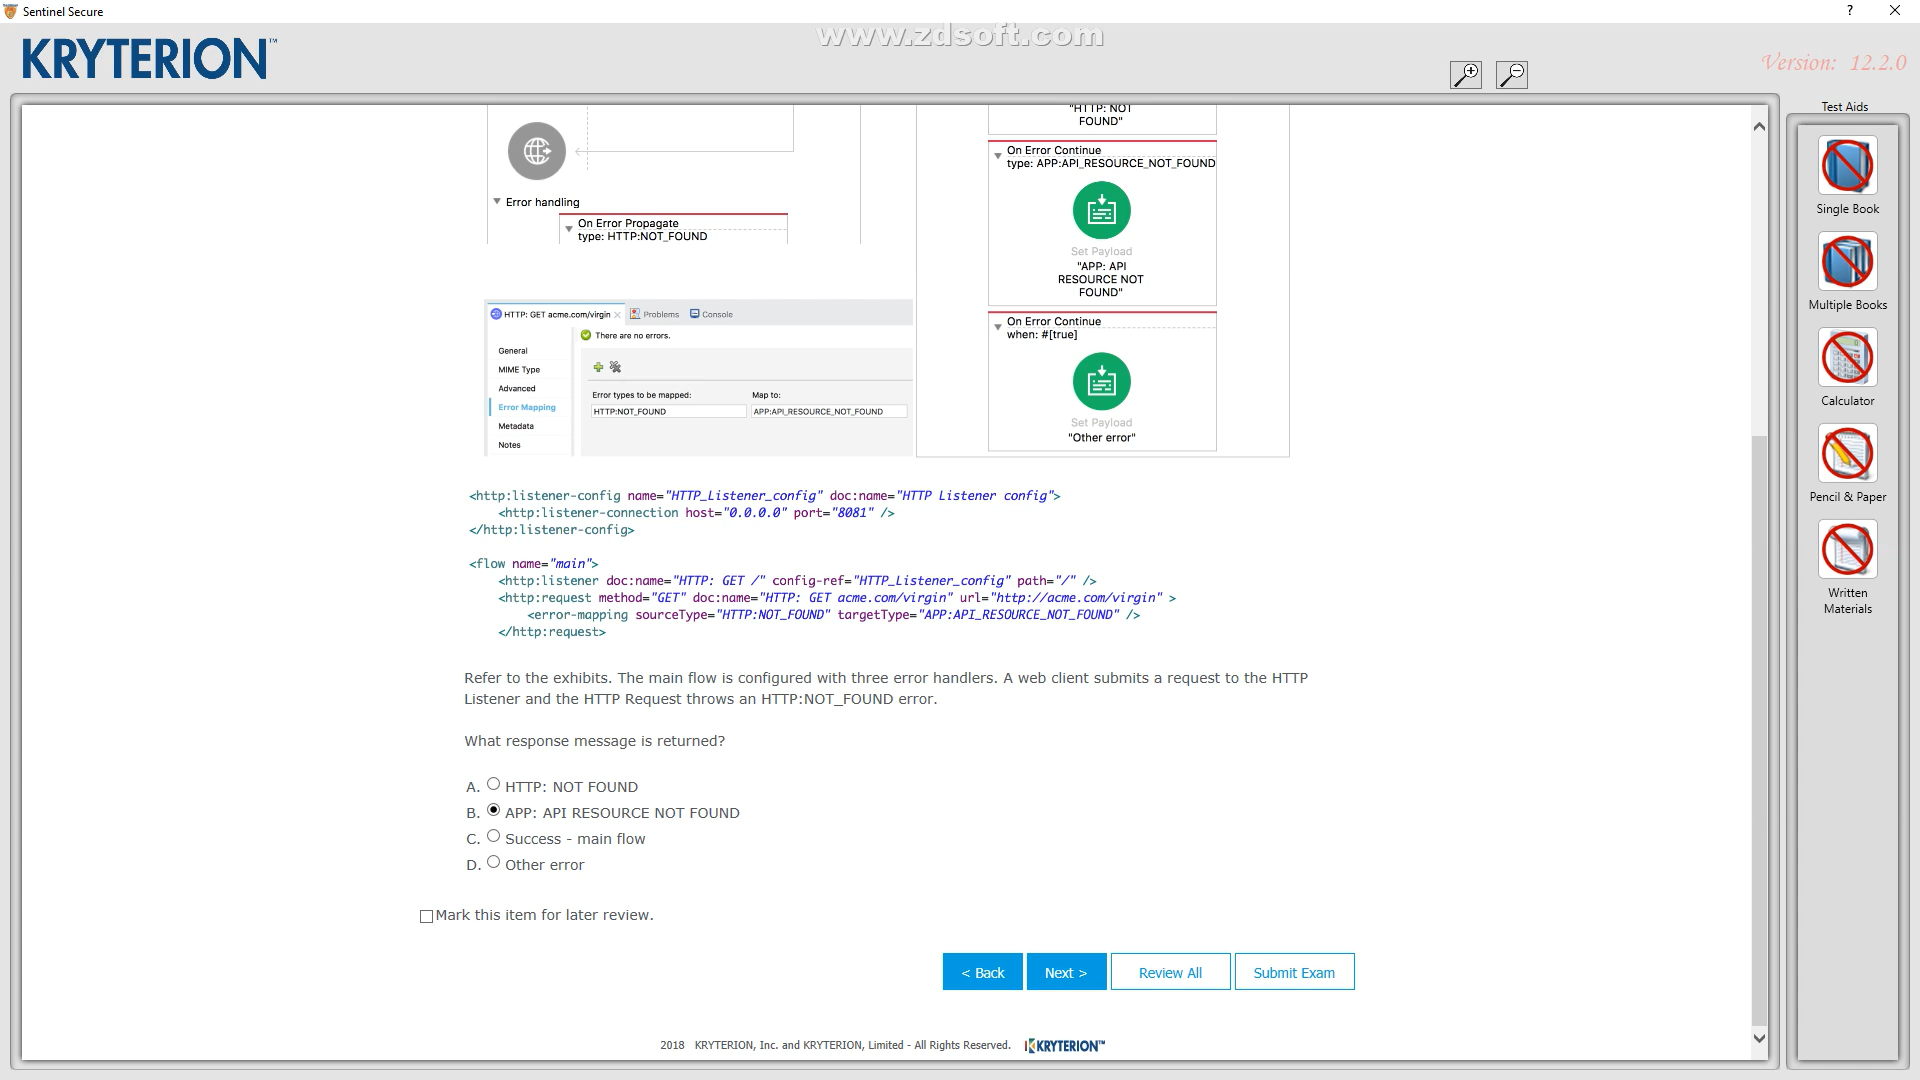 Sentinel Secure
? 
www.zdsoft.com
KRYTERION™
Version: 12.2.0
Test Aids
"HTTP: NOT
FOUND"
On Error Continue
type: APP:API_RESOURCE_NOT_FOUND
Set Payload
"APP: API
RESOURCE NOT
FOUND"
On Error Continue
when: #[true]
Set Payload
"Other error"
Error handling
On Error Propagate
type: HTTP:NOT_FOUND
HTTP: GET acme.com/virgin Problems Console
There are no errors.
General
MIME Type
Advanced
Error Mapping
Metadata
Notes
Error types to be mapped: Map to:
HTTP:NOT_FOUND APP:API_RESOURCE_NOT_FOUND
<http:listener-config name="HTTP_Listener_config" doc:name="HTTP Listener config">
<http:listener-connection host="0.0.0.0" port="8081" />
</http:listener-config>
<flow name="main">
<http:listener doc:name="HTTP: GET /" config-ref="HTTP_Listener_config" path="/" />
<http:request method="GET" doc:name="HTTP: GET acme.com/virgin" url="http://acme.com/virgin" >
<error-mapping sourceType="HTTP:NOT_FOUND" targetType="APP:API_RESOURCE_NOT_FOUND" />
</http:request>
Refer to the exhibits. The main flow is configured with three error handlers. A web client submits a request to the HTTP
Listener and the HTTP Request throws an HTTP:NOT_FOUND error.
What response message is returned?
A. HTTP: NOT FOUND
B. APP: API RESOURCE NOT FOUND
C. Success - main flow
D. Other error
Mark this item for later review.
< Back Next > Review All Submit Exam
2018 KRYTERION, Inc. and KRYTERION, Limited - All Rights Reserved. KRYTERION™
Single Book
Multiple Books
Calculator
Pencil & Paper
Written
Materials